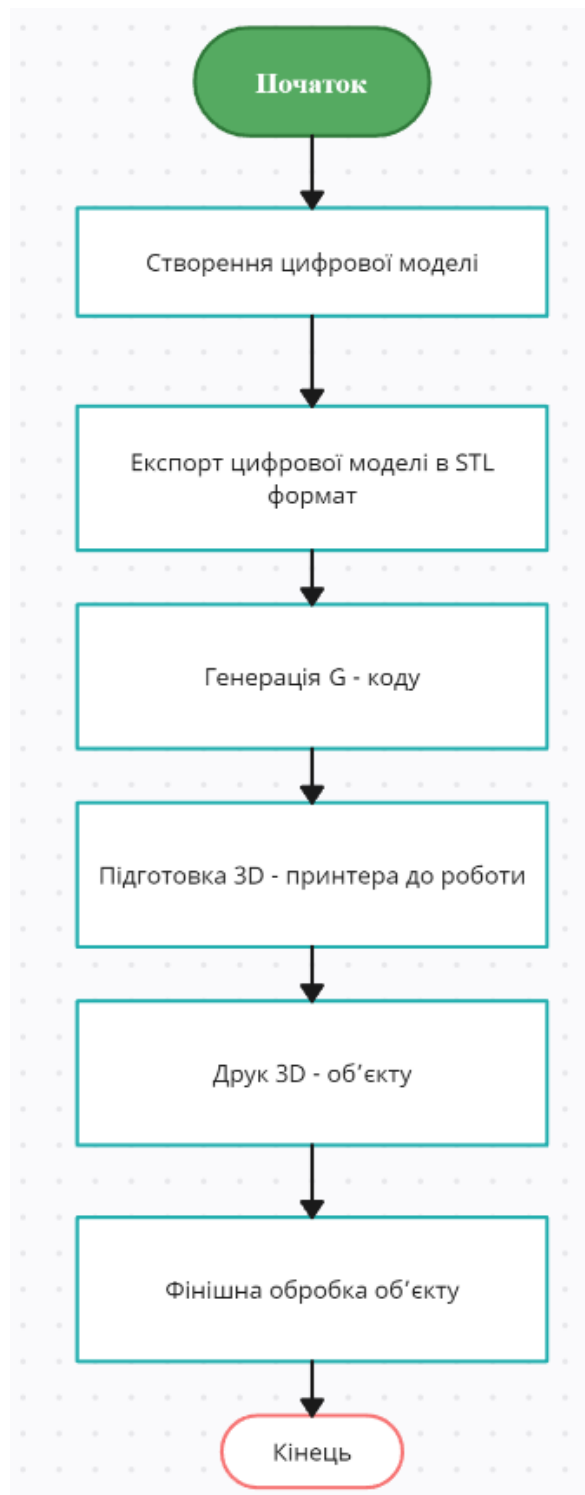 Початок
Створення цифрової моделі
Експорт цифрової моделі в STL
формат
Генерація G - коду
Підготовка 3D - принтера до роботи
Друк 3D - об’єкту
Фінішна обробка об’єкту
Кінець